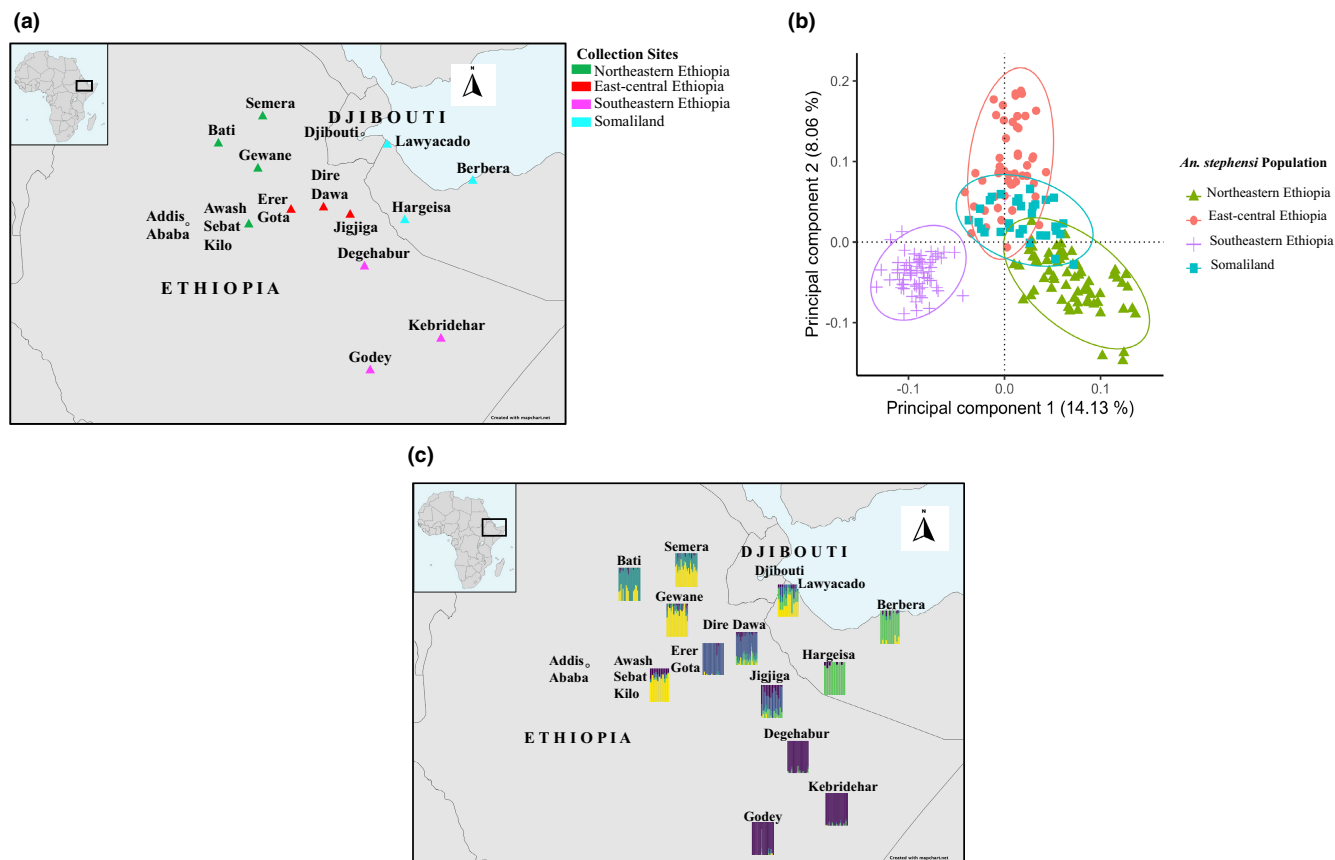 (a)
Collection Sites
Northeastern Ethiopia
East-central Ethiopia
Southeastern Ethiopia
Somaliland
N
Semera
DJIBOUTI
Djibouti
Lawyacado
Bati
Gewane
Berbera
Dire
Dawa
Erer
Gota
Hargeisa
Addis
Ababa
Awash
Sebat
Kilo
Jigjiga
Degehabur
ETHIOPIA
Kebridehar
Godey
Created with mapchart.net
(b)
Principal component 2 (8.06 %)
0.2
0.1
0.0
-0.1
-0.1
0.0
0.1
Principal component 1 (14.13 %)
An. stephensi Population
Northeastern Ethiopia
East-central Ethiopia
Southeastern Ethiopia
Somaliland
(c)
N
Semera
DJIBOUTI
Bati
Djibouti
Lawyacado
Gewane
Berbera
Dire Dawa
Erer
Gota
Hargeisa
Addis
Ababa
Awash
Sebat
Kilo
Jigjiga
Degehabur
ETHIOPIA
Kebridehar
Godey
Created with mapchart.net